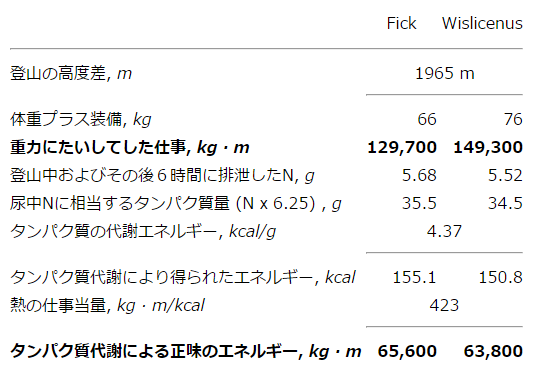 Fick Wislicenus
登山の高度差, m 1965 m
体重プラス装備, kg 66 76
重力にたいしてした仕事, kg・m 129,700 149,300
登山中およびその後６時間に排泄したN, g 5.68 5.52
尿中Nに相当するタンパク質量 (N x 6.25) , g 35.5 34.5
タンパク質の代謝エネルギー, kcal/g 4.37
タンパク質代謝により得られたエネルギー, kcal 155.1 150.8
熱の仕事当量, kg・m/kcal 423
タンパク質代謝による正味のエネルギー, kg・m 65,600 63,800